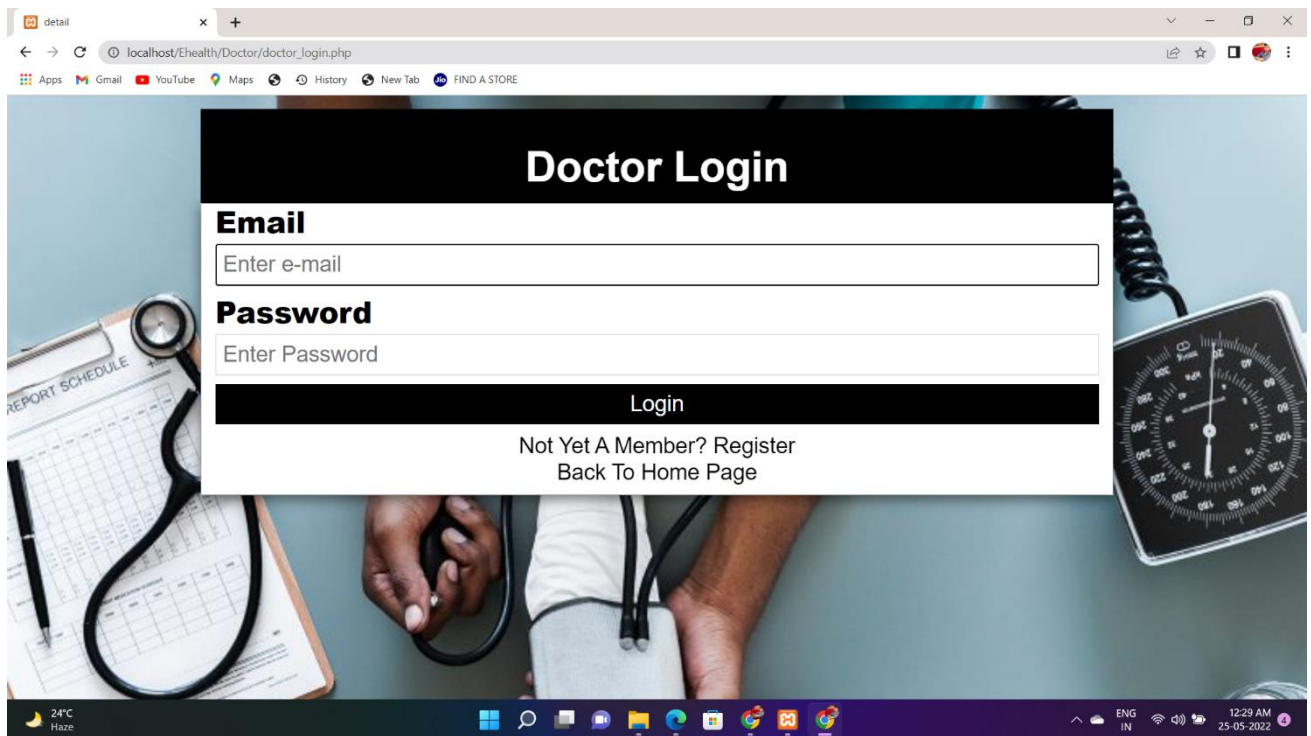 detail
localhost/Ehealth/Doctor/doctor_login.php
Apps Gmail YouTube Maps History New Tab Jio FIND A STORE
Doctor Login
Email
Enter e-mail
Password
Enter Password
Login
Not Yet A Member? Register
Back To Home Page
REPORT SCHEDULE
24°C
Haze
ENG
IN
12:29 AM
25-05-2022
4